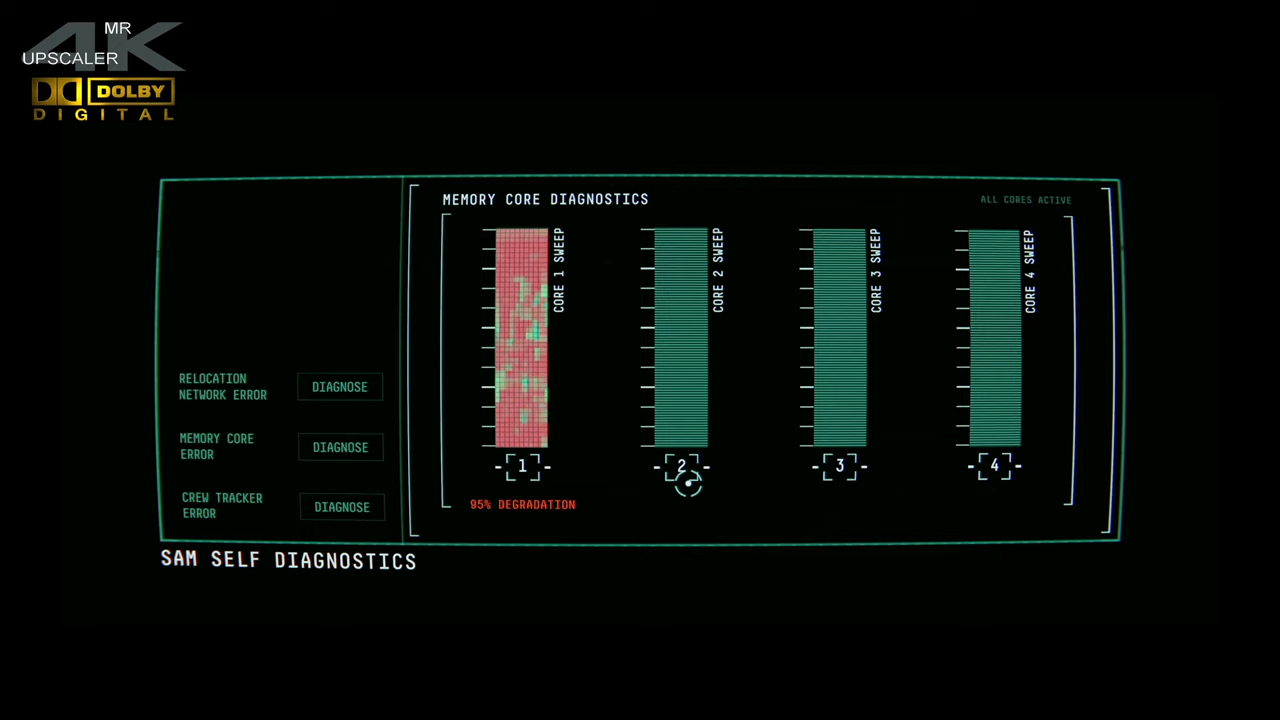 4K
MR
UPSCALER
DOLBY
DIGITAL
MEMORY CORE DIAGNOSTICS
ALL CORES ACTIVE
CORE 1 SWEEP
CORE 2 SWEEP
CORE 3 SWEEP
CORE 4 SWEEP
RELOCATION
NETWORK ERROR
DIAGNOSE
MEMORY CORE
ERROR
DIAGNOSE
CREW TRACKER
ERROR
DIAGNOSE
1
2
3
4
95% DEGRADATION
SAM SELF DIAGNOSTICS